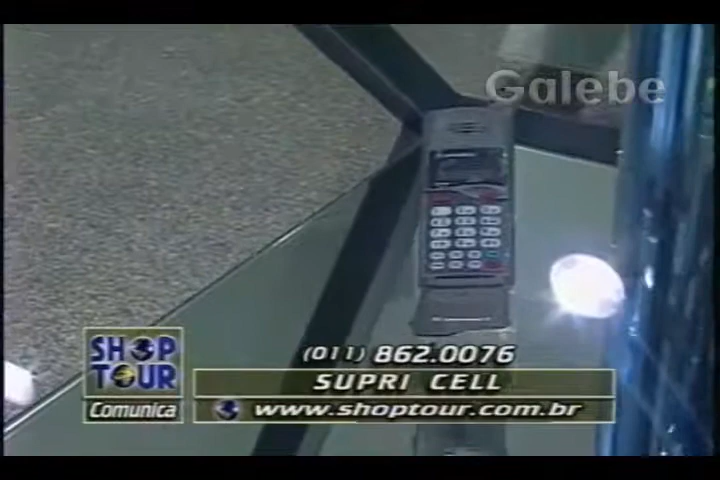 Galebe
(011) 862.0076
SHOP TOUR
SUPRI CELL
Comunica
www.shoptour.com.br